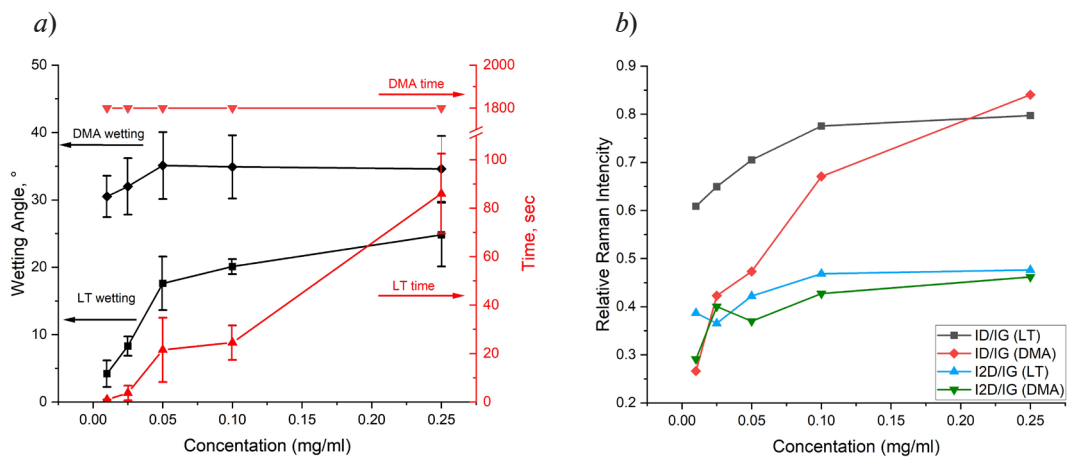 a)
50
40
30
20
10
0
Wetting Angle, °
DMA time
DMA wetting
LT wetting
LT time
2000
1800
100
80
60
40
20
0
Time, sec
0.00
0.05
0.10
0.15
0.20
0.25
Concentation (mg/ml)
b)
0.9
0.8
0.7
0.6
0.5
0.4
0.3
0.2
Relative Raman Intencity
ID/IG (LT)
ID/IG (DMA)
I2D/IG (LT)
I2D/IG (DMA)
0.00
0.05
0.10
0.15
0.20
0.25
Concentation (mg/ml)